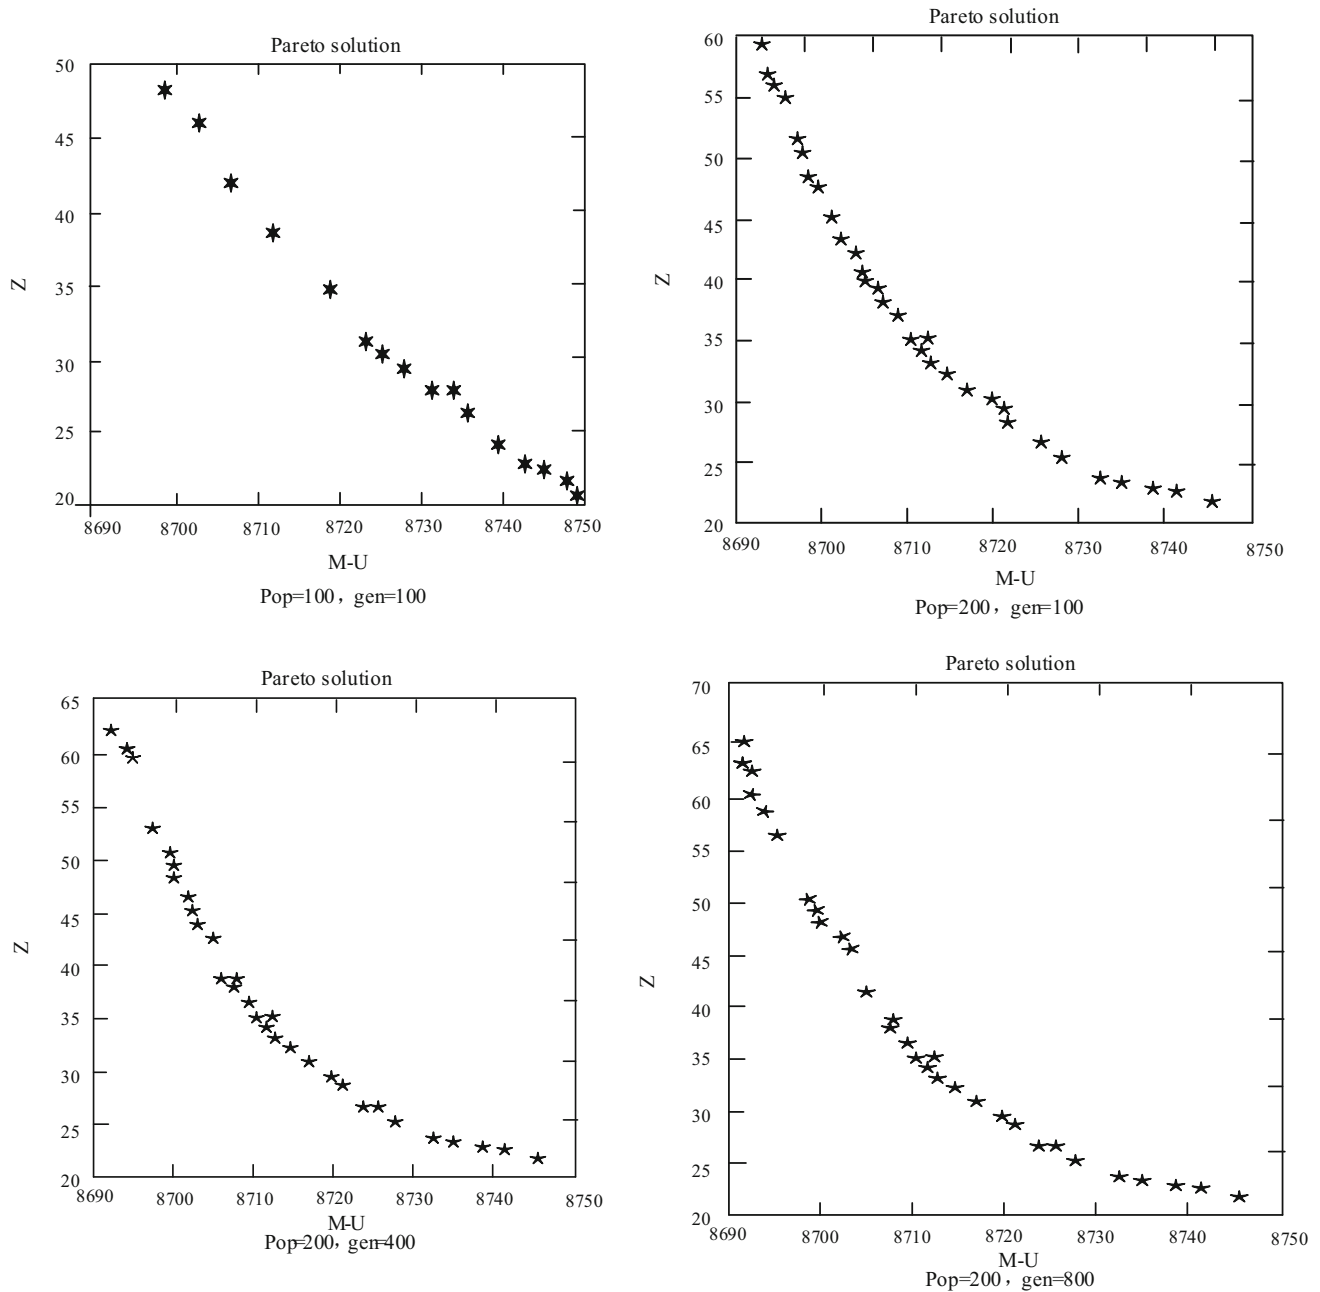 Pareto solution
50
45
40
35
30
25
20
Z
8690 8700 8710 8720 8730 8740 8750
M-U
Pop=100，gen=100
Pareto solution
60
55
50
45
40
35
30
25
20
Z
8690 8700 8710 8720 8730 8740 8750
M-U
Pop=200，gen=100
Pareto solution
65
60
55
50
45
40
35
30
25
20
Z
8690 8700 8710 8720 8730 8740 8750
M-U
Pop=200，gen=400
Pareto solution
70
65
60
55
50
45
40
35
30
25
20
Z
8690 8700 8710 8720 8730 8740 8750
M-U
Pop=200，gen=800